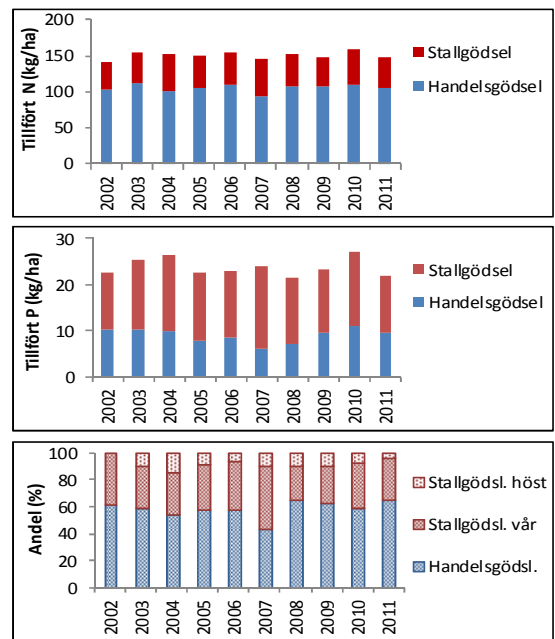 Tillfört N (kg/ha)
200
150
100
50
0
Stallgödsel
Handelsgödsel
2002 2003 2004 2005 2006 2007 2008 2009 2010 2011
Tillfört P (kg/ha)
30
20
10
0
Stallgödsel
Handelsgödsel
2002 2003 2004 2005 2006 2007 2008 2009 2010 2011
Andel (%)
100
80
60
40
20
0
Stallgödsl. höst
Stallgödsl. vår
Handelsgödsl.
2002 2003 2004 2005 2006 2007 2008 2009 2010 2011